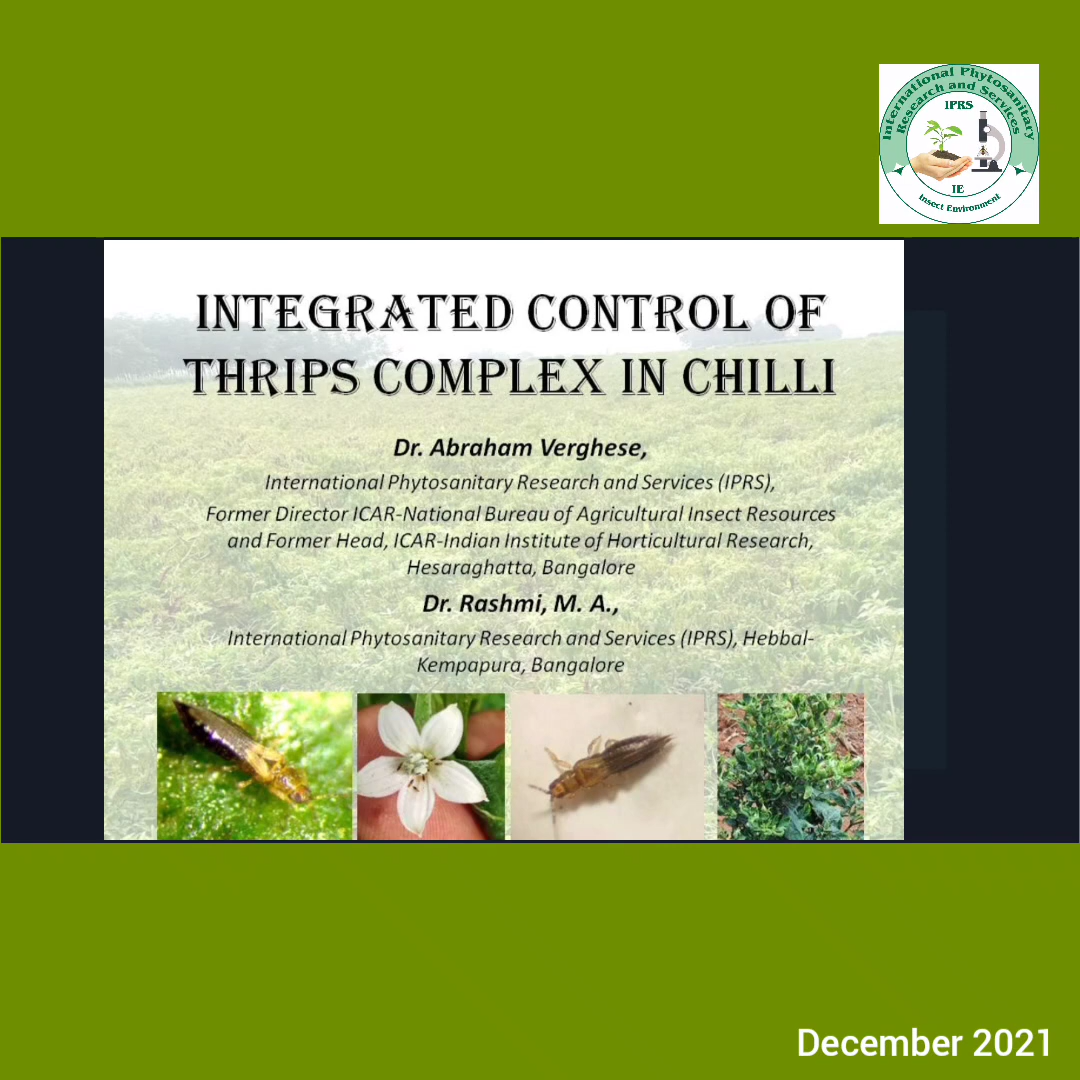 International Phytosanitary
Research and Services
IPRS
IE
Insect Environment
INTEGRATED CONTROL OF
THRIPS COMPLEX IN CHILLI
Dr. Abraham Verghese,
International Phytosanitary Research and Services (IPRS),
Former Director ICAR-National Bureau of Agricultural Insect Resources
and Former Head, ICAR-Indian Institute of Horticultural Research,
Hesaraghatta, Bangalore
Dr. Rashmi, M. A.,
International Phytosanitary Research and Services (IPRS), Hebbal-
Kempapura, Bangalore
December 2021